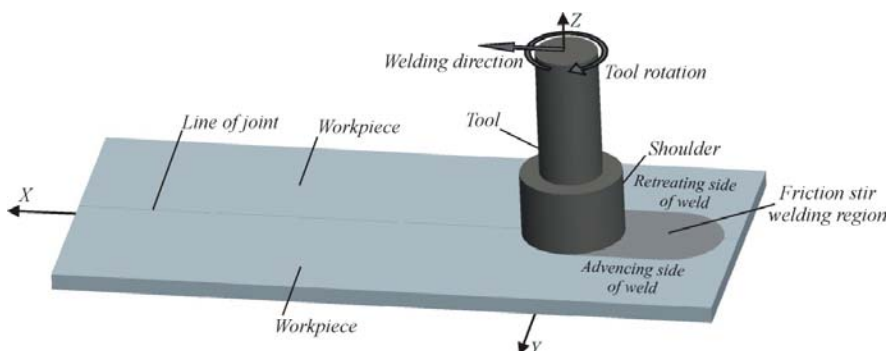 Z
Welding direction
Tool rotation
Line of joint
Workpiece
Tool
Shoulder
X
Retreating side
of weld
Friction stir
welding region
Advencing side
of weld
Workpiece
Y